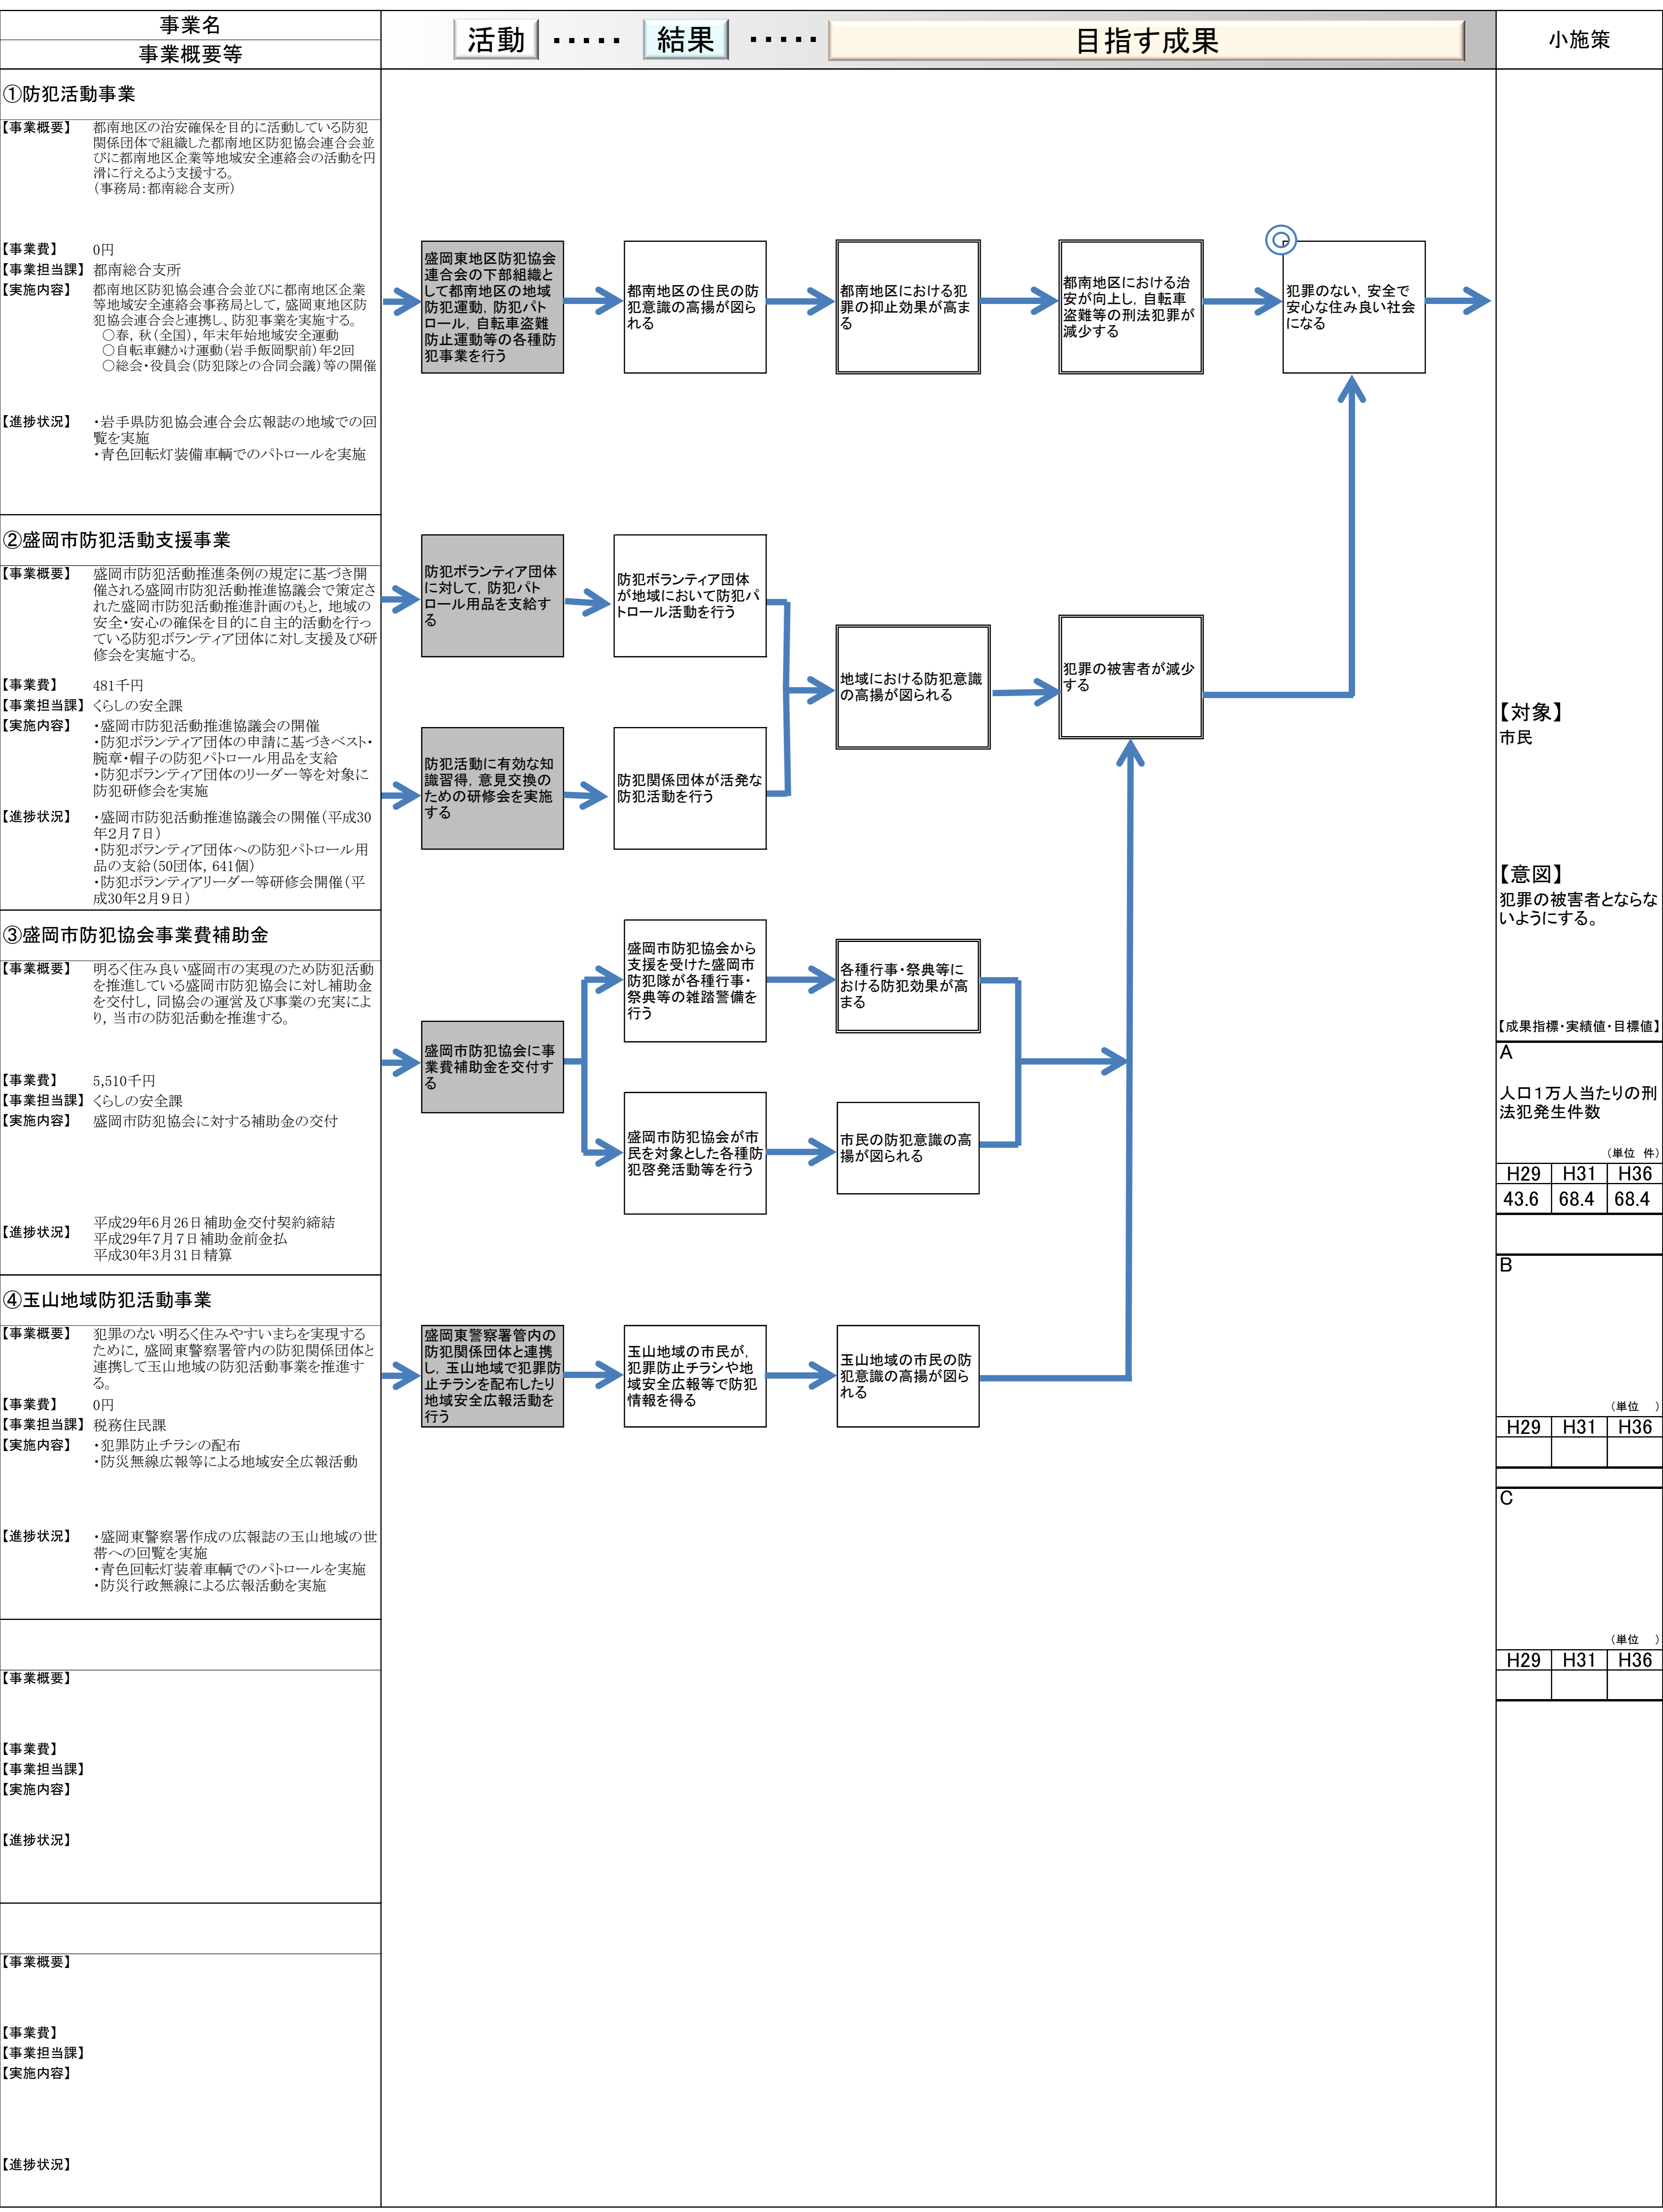 事業名
事業概要等
活動 ・・・・・ 結果 ・・・・・ 目指す成果
小施策
①防犯活動事業
【事業概要】 都南地区の治安確保を目的に活動している防犯
関係団体で組織した都南地区防犯協会連合会並
びに都南地区企業等地域安全連絡会の活動を円
滑に行えるよう支援する。
（事務局：都南総合支所）
【事業費】 0円
【事業担当課】 都南総合支所
【実施内容】 都南地区防犯協会連合会並びに都南地区企業
等地域安全連絡会事務局として，盛岡東地区防
犯協会連合会と連携し、防犯事業を実施する。
○春，秋（全国），年末年始地域安全運動
○自転車鍵かけ運動（岩手飯岡駅前）年2回
○総会・役員会（防犯隊との合同会議）等の開催
【進捗状況】 ・岩手県防犯協会連合会広報誌の地域での回
覧を実施
・青色回転灯装備車輌でのパトロールを実施
盛岡東地区防犯協会
連合会の下部組織と
して都南地区の地域
防犯運動，防犯パト
ロール，自転車盗難
防止運動等の各種防
犯事業を行う
都南地区の住民の防
犯意識の高揚が図ら
れる
都南地区における犯
罪の抑止効果が高ま
る
都南地区における治
安が向上し，自転車
盗難等の刑法犯罪が
減少する
◎
犯罪のない，安全で
安心な住み良い社会
になる
②盛岡市防犯活動支援事業
【事業概要】 盛岡市防犯活動推進条例の規定に基づき開
催される盛岡市防犯活動推進協議会で策定さ
れた盛岡市防犯活動推進計画のもと，地域の
安全・安心の確保を目的に自主的活動を行っ
ている防犯ボランティア団体に対し支援及び研
修会を実施する。
【事業費】 481千円
【事業担当課】 くらしの安全課
【実施内容】 ・盛岡市防犯活動推進協議会の開催
・防犯ボランティア団体の申請に基づきベスト・
腕章・帽子の防犯パトロール用品を支給
・防犯ボランティア団体のリーダー等を対象に
防犯研修会を実施
【進捗状況】 ・盛岡市防犯活動推進協議会の開催（平成30
年２月７日）
・防犯ボランティア団体への防犯パトロール用
品の支給（50団体，641個）
・防犯ボランティアリーダー等研修会開催（平
成30年２月９日）
防犯ボランティア団体
に対して，防犯パト
ロール用品を支給す
る
防犯ボランティア団体
が地域において防犯パ
トロール活動を行う
防犯活動に有効な知
識習得，意見交換の
ための研修会を実施
する
防犯関係団体が活発な
防犯活動を行う
地域における防犯意識
の高揚が図られる
犯罪の被害者が減少
する
③盛岡市防犯協会事業費補助金
【事業概要】 明るく住み良い盛岡市の実現のため防犯活動
を推進している盛岡市防犯協会に対し補助金
を交付し，同協会の運営及び事業の充実によ
り，当市の防犯活動を推進する。
【事業費】 5,510千円
【事業担当課】 くらしの安全課
【実施内容】 盛岡市防犯協会に対する補助金の交付
【進捗状況】 平成29年６月26日補助金交付契約締結
平成29年７月７日補助金前金払
平成30年３月31日精算
盛岡市防犯協会に事
業費補助金を交付す
る
盛岡市防犯協会から
支援を受けた盛岡市
防犯隊が各種行事・
祭典等の雑踏警備を
行う
各種行事・祭典等に
おける防犯効果が高
まる
盛岡市防犯協会が市
民を対象とした各種防
犯啓発活動等を行う
市民の防犯意識の高
揚が図られる
④玉山地域防犯活動事業
【事業概要】 犯罪のない明るく住みやすいまちを実現する
ために，盛岡東警察署管内の防犯関係団体と
連携して玉山地域の防犯活動事業を推進す
る。
【事業費】 0円
【事業担当課】 税務住民課
【実施内容】 ・犯罪防止チラシの配布
・防災無線広報等による地域安全広報活動
【進捗状況】 ・盛岡東警察署作成の広報誌の玉山地域の世
帯への回覧を実施
・青色回転灯装着車輌でのパトロールを実施
・防災行政無線による広報活動を実施
盛岡東警察署管内の
防犯関係団体と連携
し，玉山地域で犯罪防
止チラシを配布したり
地域安全広報活動を
行う
玉山地域の市民が，
犯罪防止チラシや地
域安全広報等で防犯
情報を得る
玉山地域の市民の防
犯意識の高揚が図ら
れる
【事業概要】
【事業費】
【事業担当課】
【実施内容】
【進捗状況】
【事業概要】
【事業費】
【事業担当課】
【実施内容】
【進捗状況】
【対象】
市民
【意図】
犯罪の被害者とならな
いようにする。
【成果指標・実績値・目標値】
A
人口１万人当たりの刑
法犯発生件数
（単位 件）
H29 H31 H36
43.6 68.4 68.4
B
（単位 ）
H29 H31 H36
C
（単位 ）
H29 H31 H36